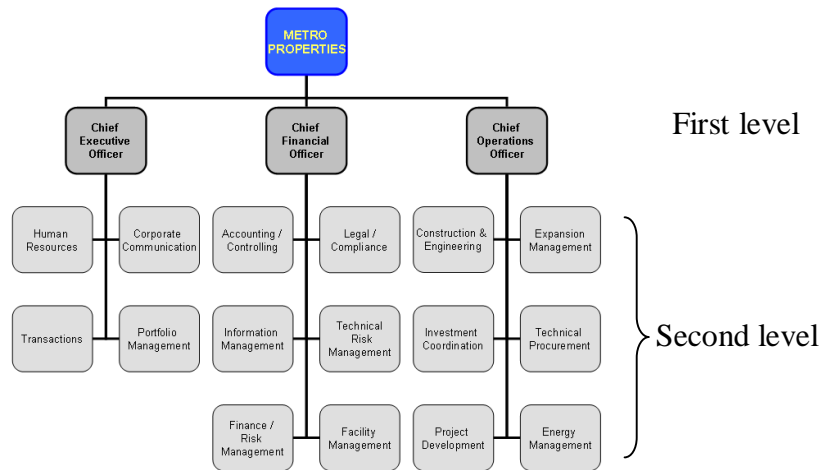 METRO
PROPERTIES
Chief
Executive
Officer
Chief
Financial
Officer
Chief
Operations
Officer
First level
Human
Resources
Corporate
Communication
Accounting /
Controlling
Legal /
Compliance
Construction &
Engineering
Expansion
Management
Transactions
Portfolio
Management
Information
Management
Technical
Risk
Management
Investment
Coordination
Technical
Procurement
Second level
Finance /
Risk
Management
Facility
Management
Project
Development
Energy
Management